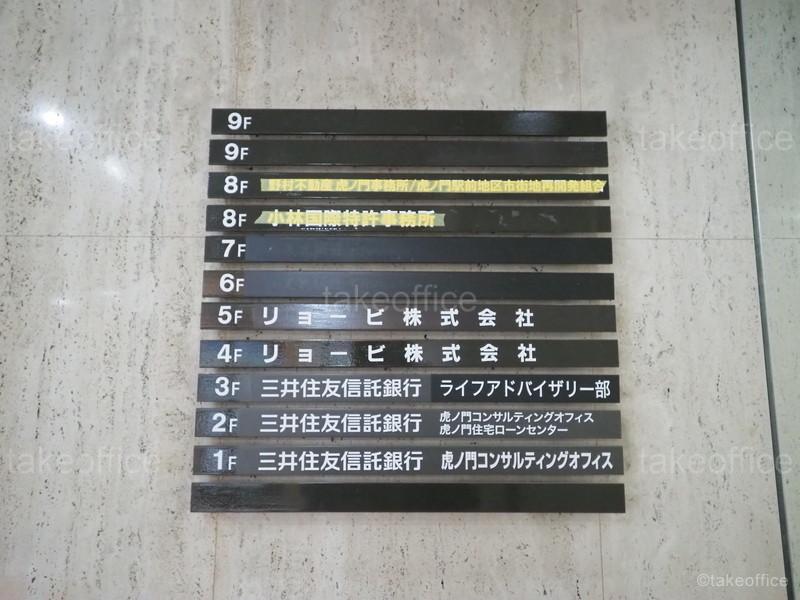 9F
9F
8F 野村不動産 虎ノ門事務所/虎ノ門駅前地区市街地再開発組合
8F 小林国際特許事務所
7F
6F
5F リョービ株式会社
4F リョービ株式会社
3F 三井住友信託銀行 ライフアドバイザリー部
2F 三井住友信託銀行 虎ノ門コンサルティングオフィス
虎ノ門住宅ローンセンター
1F 三井住友信託銀行 虎ノ門コンサルティングオフィス
takeoffice
takeoffice
takeoffice
takeoffice
takeoffice
©takeoffice